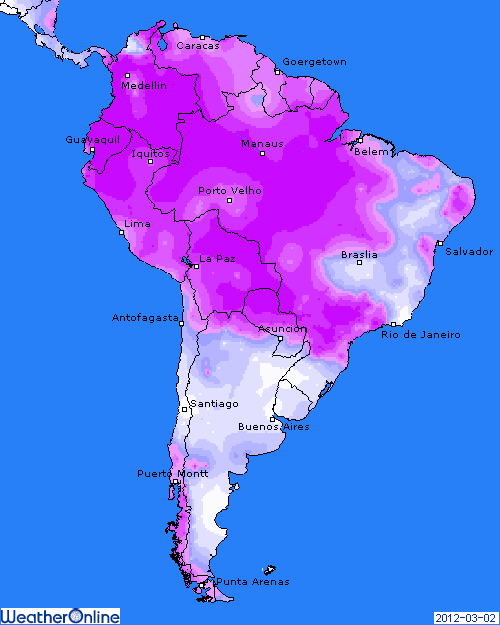 Caracas
Goergetown
Medellin
Guayaquil
Iquitos
Manaus
Belem
Porto Velho
Lima
La Paz
Braslia
Salvador
Antofagasta
Asuncion
Rio de Janeiro
Santiago
Buenos Aires
Puerto Montt
Punta Arenas
WeatherOnline
2012-03-02